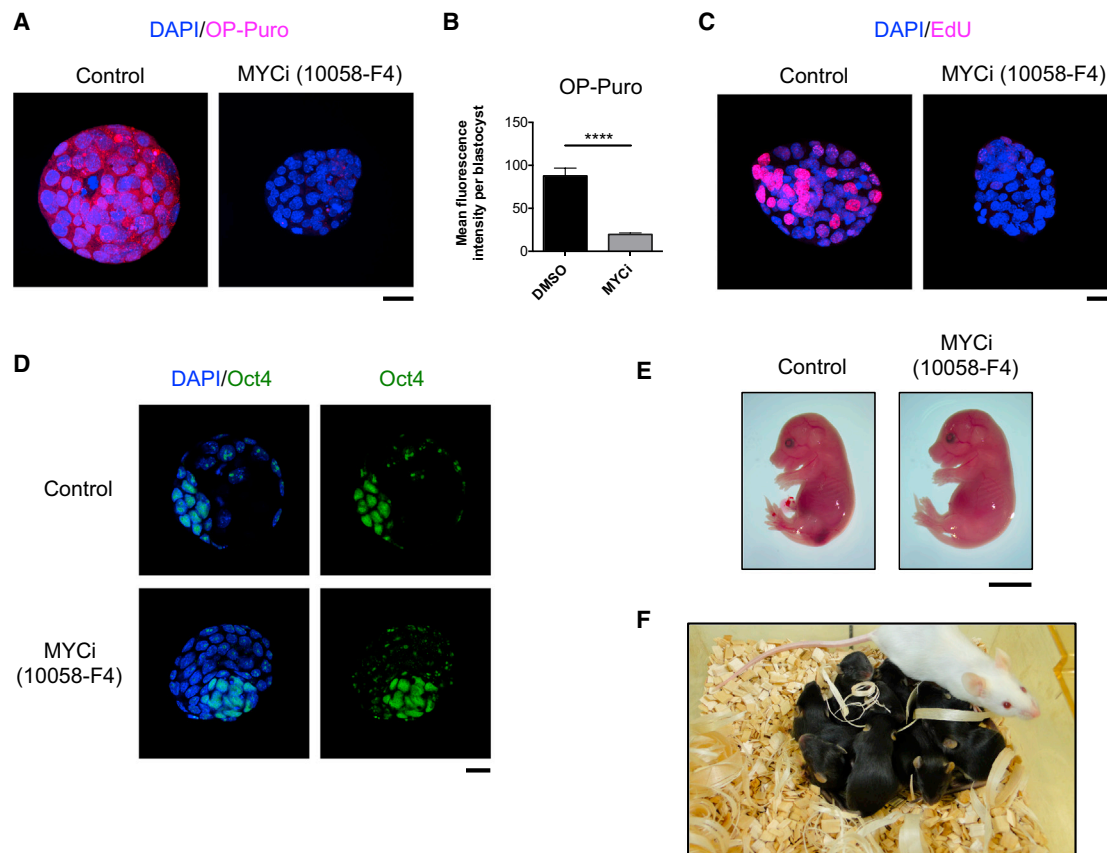 A
DAPI/OP-Puro
Control
MYCi (10058-F4)
B
OP-Puro
Mean fluorescence
intensity per blastocyst
150
100
50
0
****
DMSO
MYCi
C
DAPI/EdU
Control
MYCi (10058-F4)
D
DAPI/Oct4
Oct4
Control
MYCi
(10058-F4)
E
Control
MYCi
(10058-F4)
F